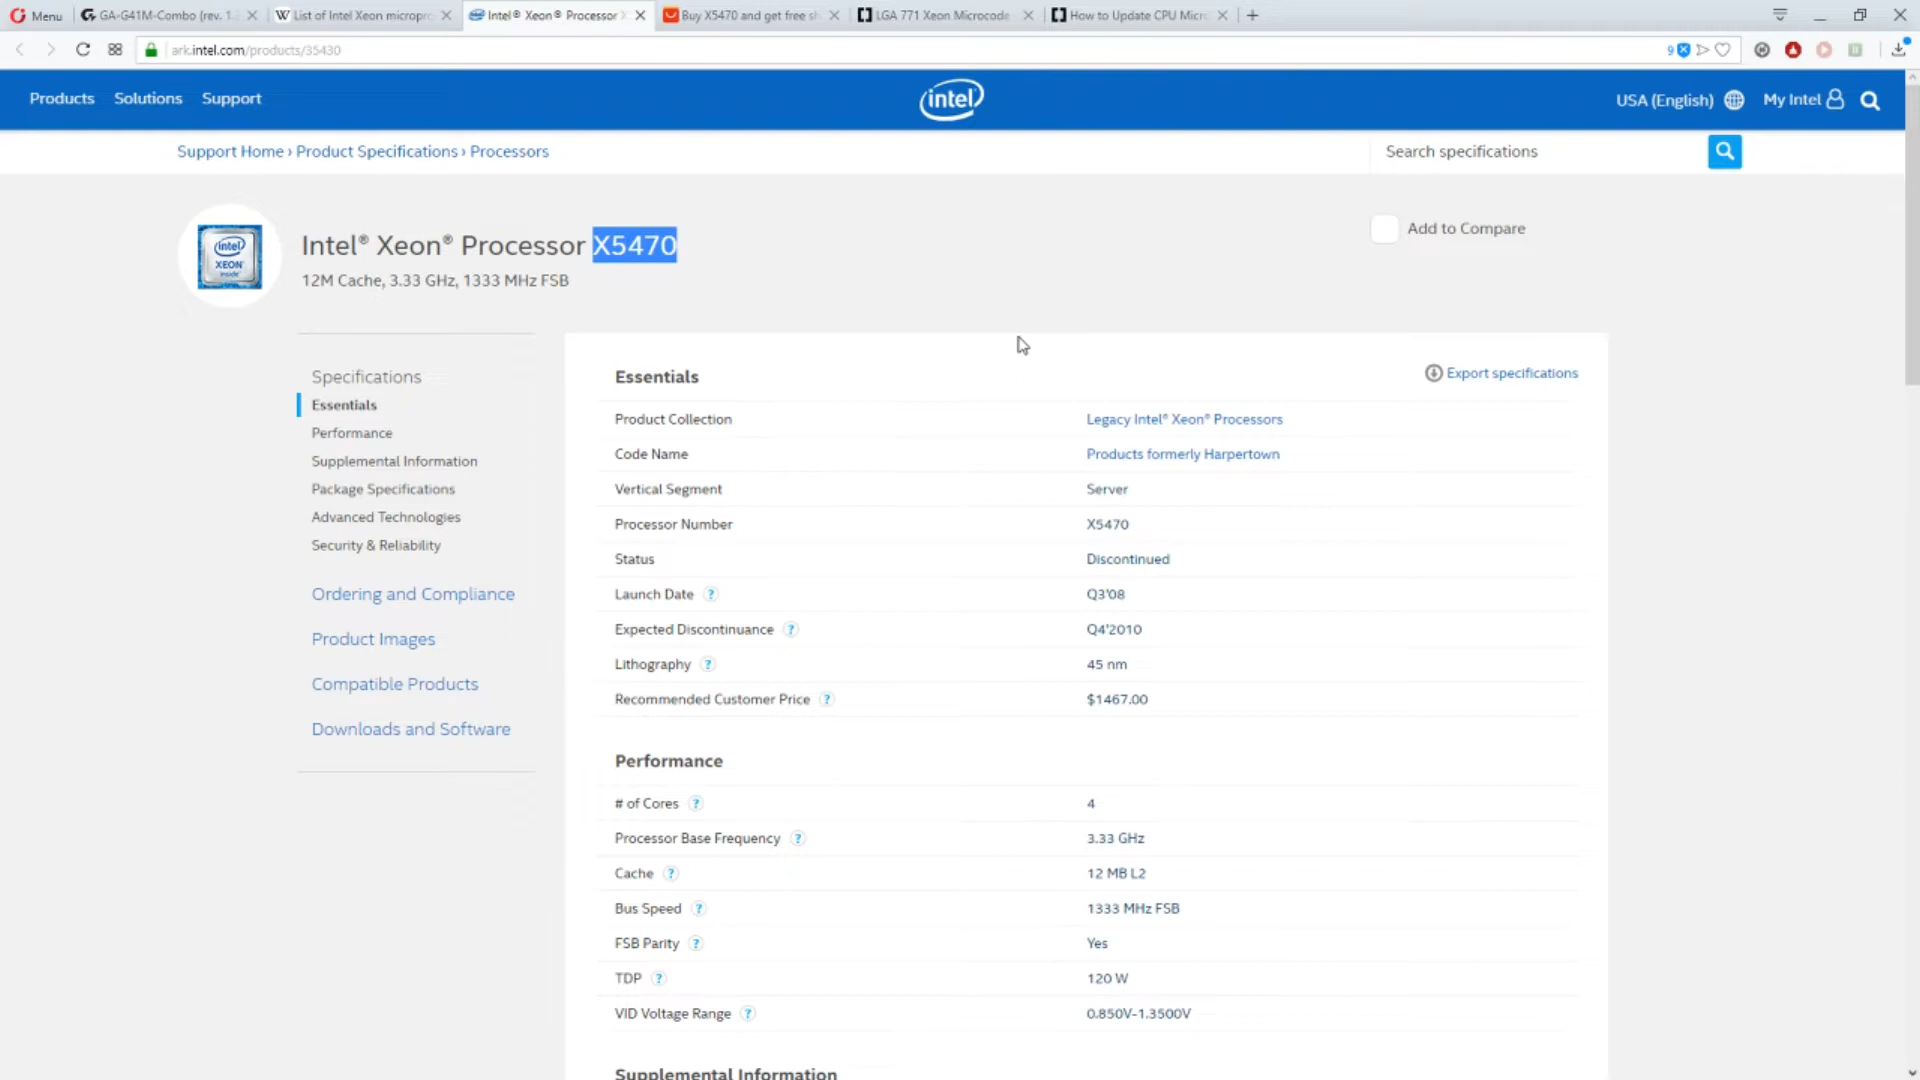 Menu
GA-G41M-Combo (rev. 1.
List of Intel Xeon micropro
Intel® Xeon® Processor X
Buy X5470 and get free sh
LGA 771 Xeon Microcode
How to Update CPU Micr
ark.intel.com/products/35430
9
Products
Solutions
Support
intel
USA (English)
My Intel
Support Home › Product Specifications › Processors
Search specifications
intel
XEON
inside
Intel® Xeon® Processor X5470
12M Cache, 3.33 GHz, 1333 MHz FSB
Add to Compare
Specifications
Essentials
Performance
Supplemental Information
Package Specifications
Advanced Technologies
Security & Reliability
Ordering and Compliance
Product Images
Compatible Products
Downloads and Software
Essentials
Export specifications
Product Collection Legacy Intel® Xeon® Processors
Code Name Products formerly Harpertown
Vertical Segment Server
Processor Number X5470
Status Discontinued
Launch Date ? Q3'08
Expected Discontinuance ? Q4'2010
Lithography ? 45 nm
Recommended Customer Price ? $1467.00
Performance
# of Cores ? 4
Processor Base Frequency ? 3.33 GHz
Cache ? 12 MB L2
Bus Speed ? 1333 MHz FSB
FSB Parity ? Yes
TDP ? 120 W
VID Voltage Range ? 0.850V-1.3500V
Supplemental Information